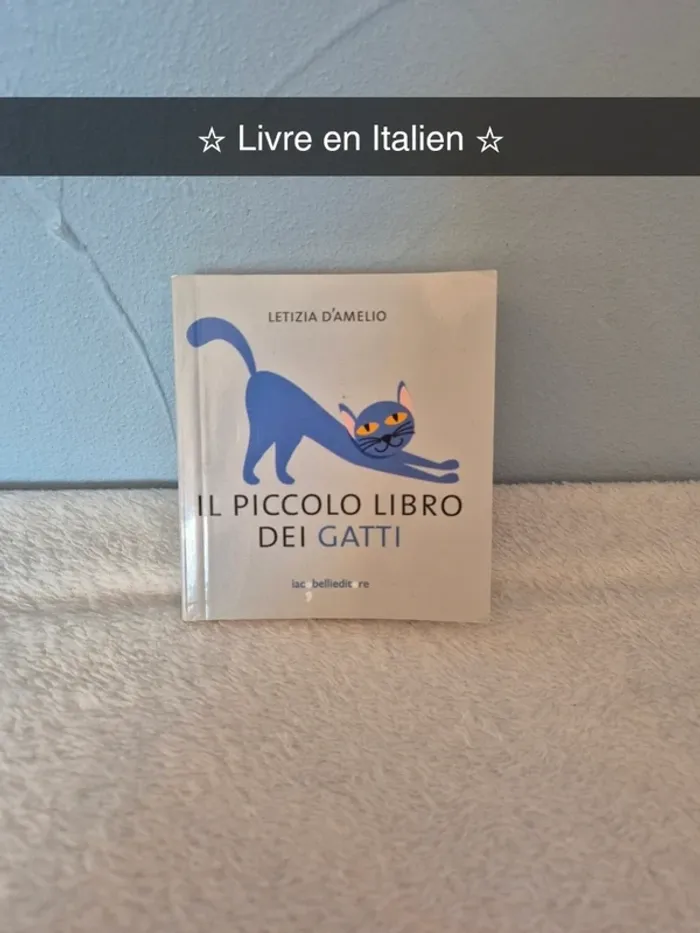 ☆ Livre en Italien ☆
LETIZIA D'AMELIO
IL PICCOLO LIBRO
DEI GATTI
iacobellieditore